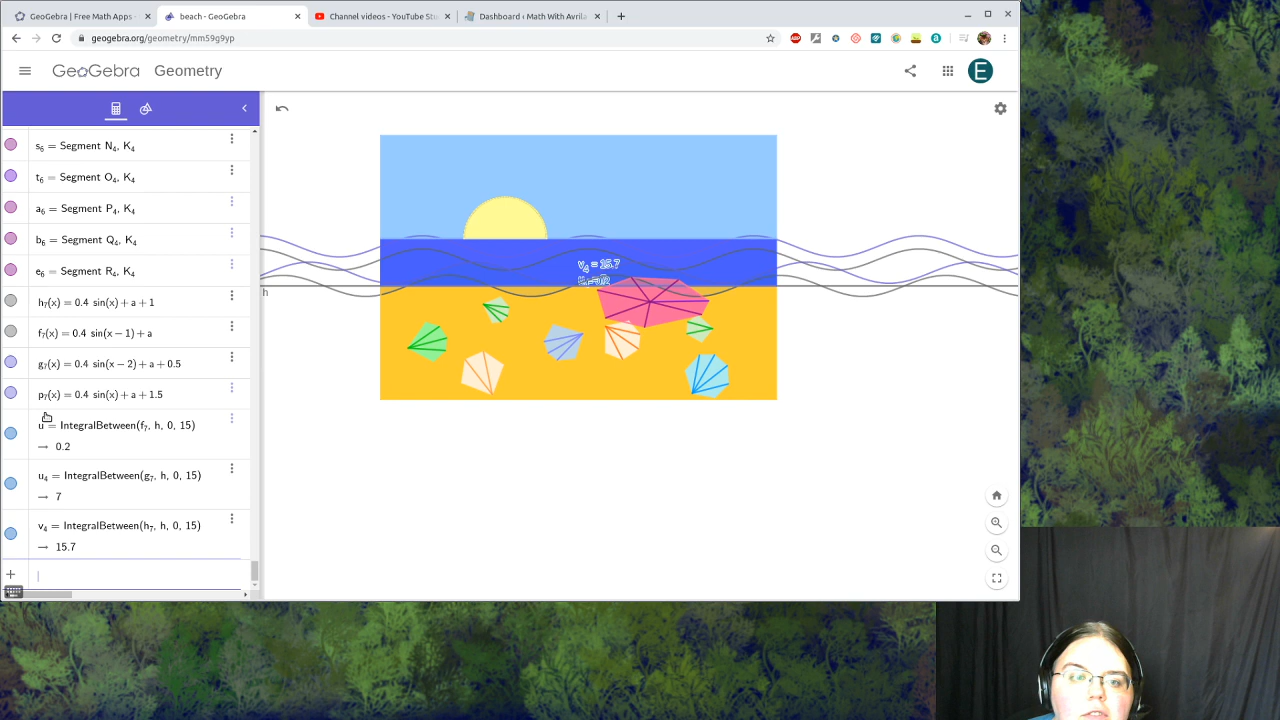 GeoGebra | Free Math Apps
beach - GeoGebra
Channel videos - YouTube Stu
Dashboard ‹ Math With Avrila
geogebra.org/geometry/mm59g9yp
GeoGebra Geometry
E
s₆ = Segment N₄, K₄
t₆ = Segment O₄, K₄
a₆ = Segment P₄, K₄
b₆ = Segment Q₄, K₄
e₆ = Segment R₄, K₄
h₇(x) = 0.4 sin(x) + a + 1
f₇(x) = 0.4 sin(x − 1) + a
g₇(x) = 0.4 sin(x − 2) + a + 0.5
p₇(x) = 0.4 sin(x) + a + 1.5
u = IntegralBetween(f₇, h, 0, 15)
→ 0.2
u₄ = IntegralBetween(g₇, h, 0, 15)
→ 7
v₄ = IntegralBetween(h₇, h, 0, 15)
→ 15.7
h
v₄ = 15.7